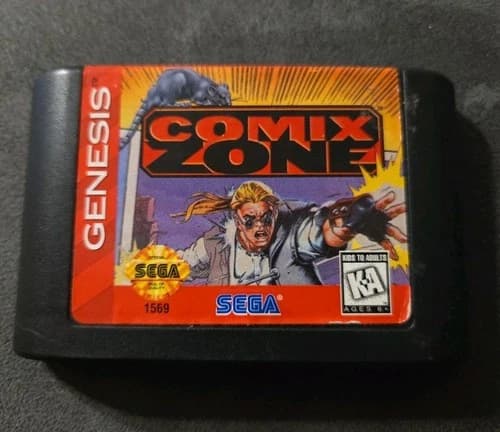 GENESIS
COMIX
ZONE
SEGA
1569
SEGA
KIDS TO ADULTS
K-A
AGES 6+